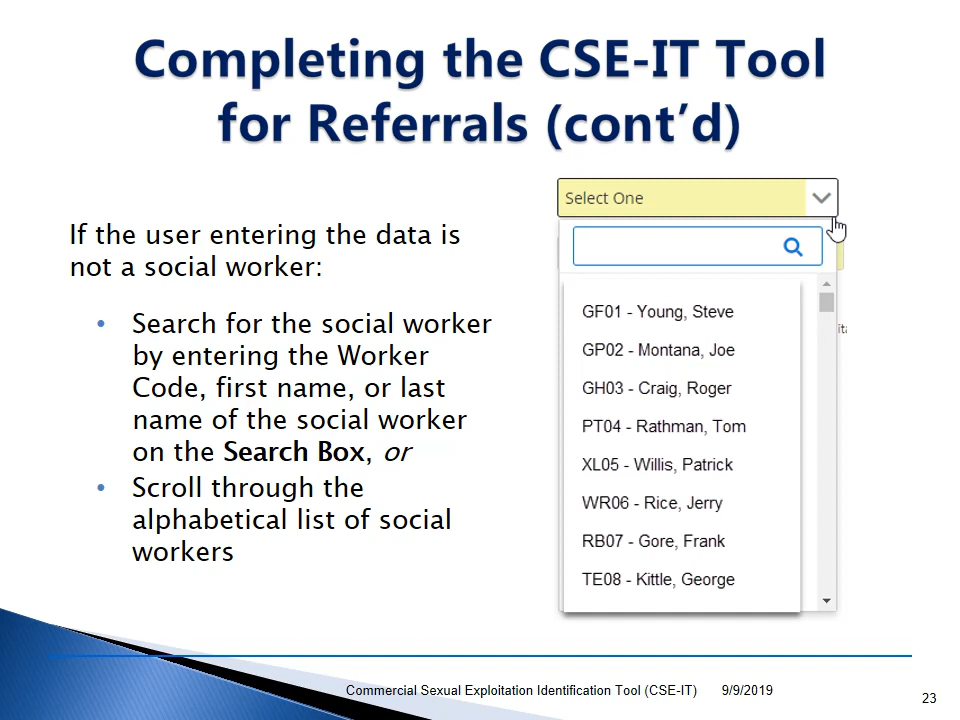 Completing the CSE-IT Tool
for Referrals (cont’d)
If the user entering the data is
not a social worker:
• Search for the social worker
by entering the Worker
Code, first name, or last
name of the social worker
on the Search Box, or
• Scroll through the
alphabetical list of social
workers
Select One
GF01 - Young, Steve
GP02 - Montana, Joe
GH03 - Craig, Roger
PT04 - Rathman, Tom
XL05 - Willis, Patrick
WR06 - Rice, Jerry
RB07 - Gore, Frank
TE08 - Kittle, George
Commercial Sexual Exploitation Identification Tool (CSE-IT) 9/9/2019
23